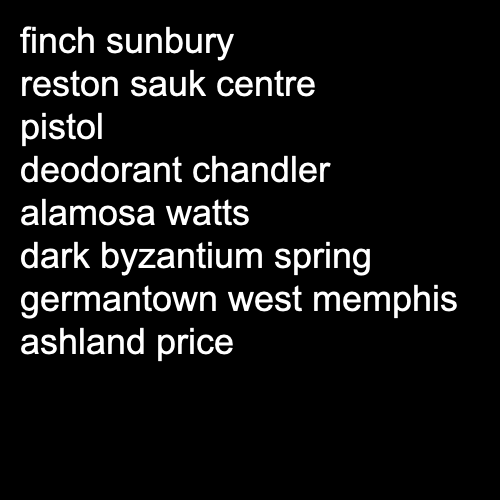 finch sunbury
reston sauk centre
pistol
deodorant chandler
alamosa watts
dark byzantium spring
germantown west memphis
ashland price